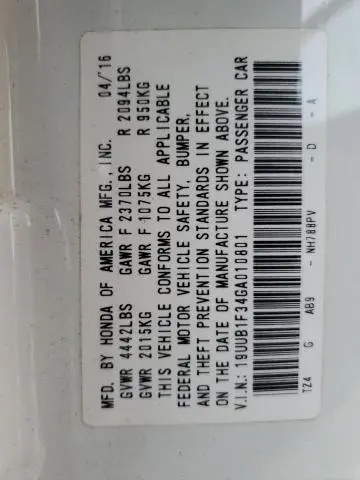 MFD. BY HONDA OF AMERICA MFG., INC. 04/'16
GVWR 4442LBS GAWR F 2370LBS R 2094LBS
GVWR 2015KG GAWR F 1075KG R 950KG
THIS VEHICLE CONFORMS TO ALL APPLICABLE
FEDERAL MOTOR VEHICLE SAFETY, BUMPER,
AND THEFT PREVENTION STANDARDS IN EFFECT
ON THE DATE OF MANUFACTURE SHOWN ABOVE.
V.I.N.: 19UUB1F34GA010801 TYPE: PASSENGER CAR
TZ4 G AB9 - NH788PV - D - A